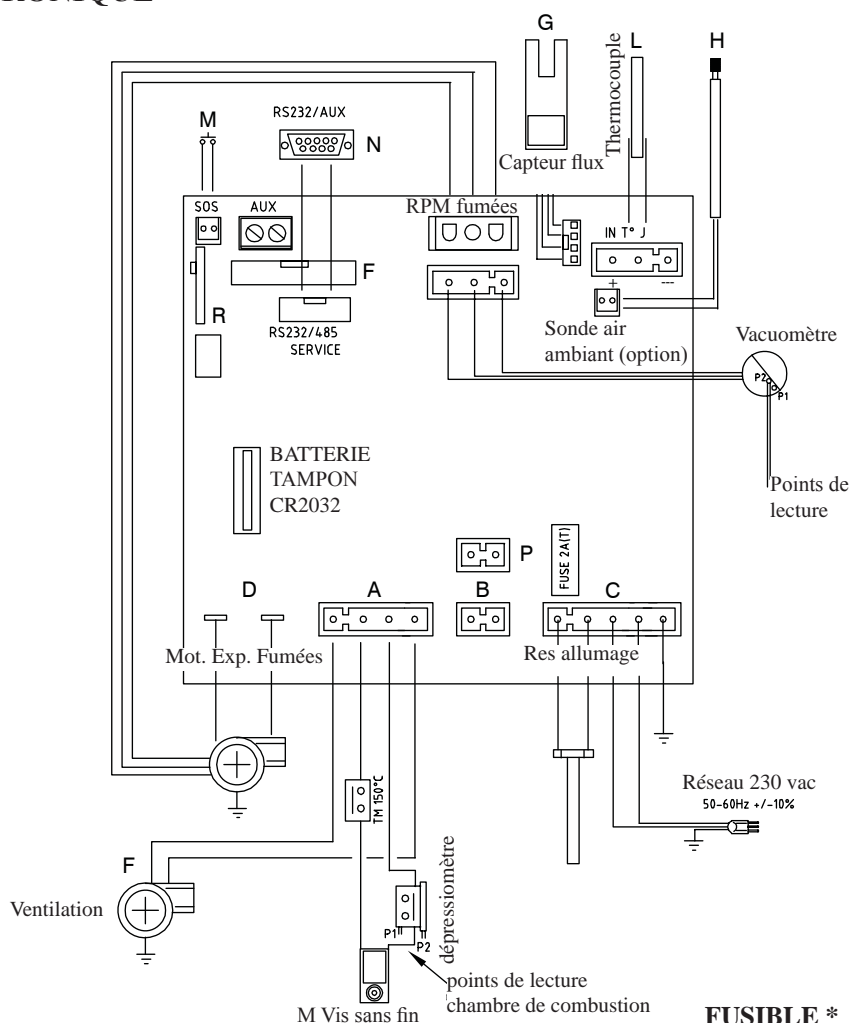 G
L
H
Thermocouple
M
RS232/AUX
N
Capteur flux
SOS
AUX
RPM fumées
IN T° J
F
+
---
R
RS232/485
SERVICE
Sonde air
ambiant (option)
Vacuomètre
P2
P1
BATTERIE
TAMPON
CR2032
Points de
lecture
P
FUSE 2A(T)
D
A
B
C
Mot. Exp. Fumées
Res allumage
TM 150°C
Réseau 230 vac
50-60Hz +/-10%
F
Ventilation
dépressiomètre
P1
P2
points de lecture
chambre de combustion
M Vis sans fin
FUSIBLE *